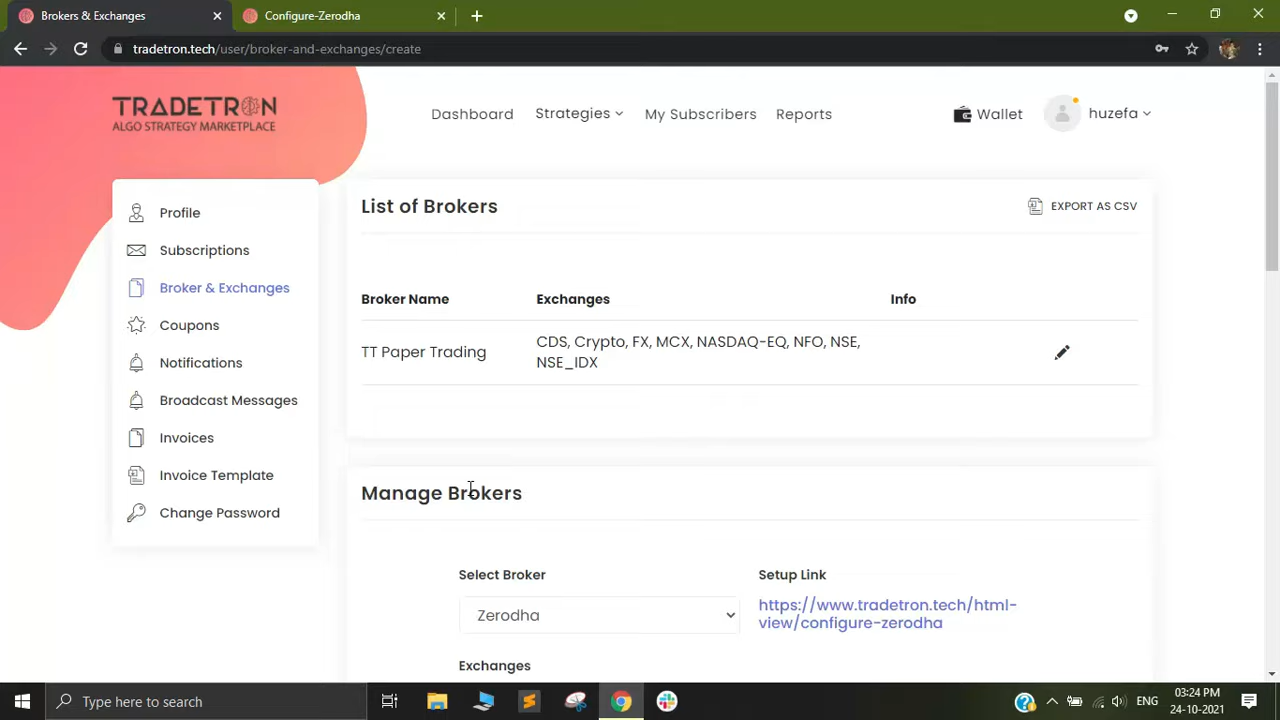 Brokers & Exchanges
Configure-Zerodha
tradetron.tech/user/broker-and-exchanges/create
TRADETRON
ALGO STRATEGY MARKETPLACE
Dashboard
Strategies
My Subscribers
Reports
Wallet
huzefa
Profile
Subscriptions
Broker & Exchanges
Coupons
Notifications
Broadcast Messages
Invoices
Invoice Template
Change Password
List of Brokers
EXPORT AS CSV
Broker Name Exchanges Info
TT Paper Trading
CDS, Crypto, FX, MCX, NASDAQ-EQ, NFO, NSE,
NSE_IDX
Manage Brokers
Select Broker
Zerodha
Setup Link
https://www.tradetron.tech/html-
view/configure-zerodha
Exchanges
Type here to search
ENG
03:24 PM
24-10-2021